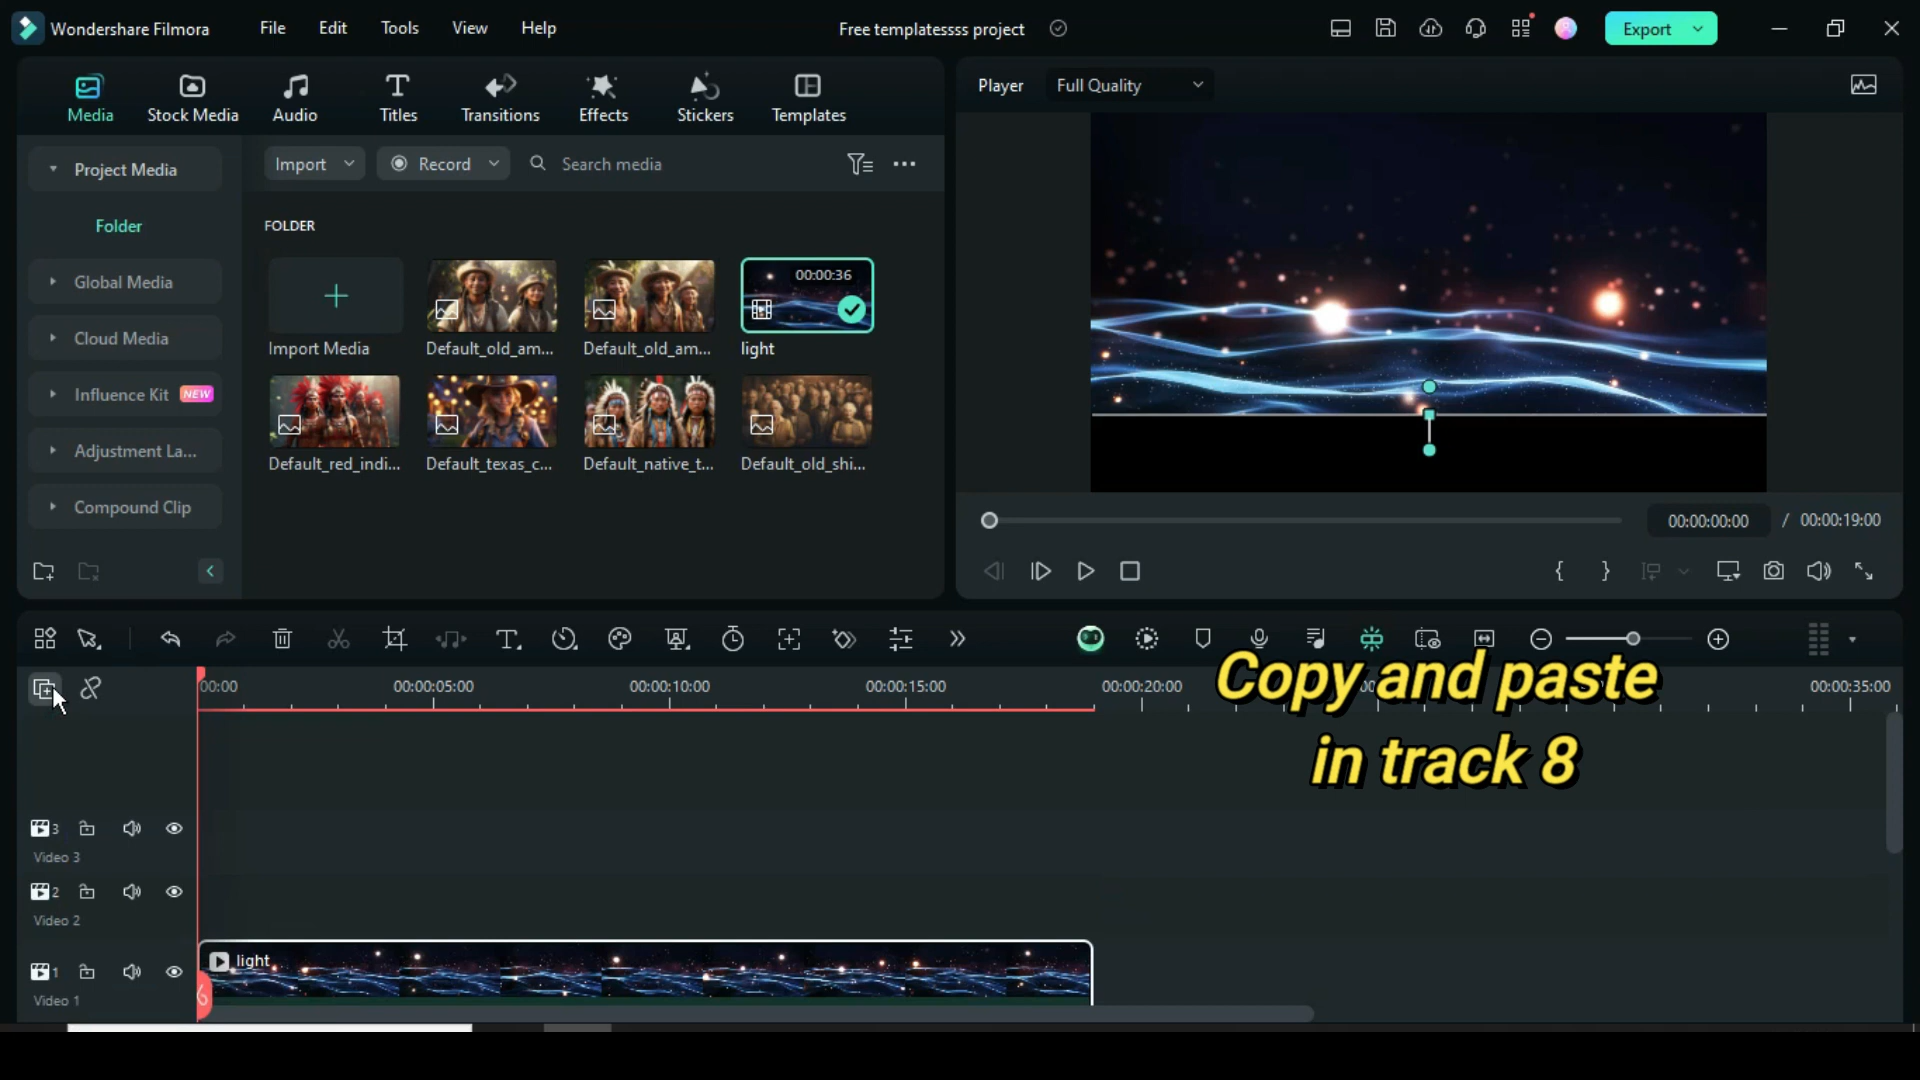 Wondershare Filmora
File
Edit
Tools
View
Help
Free templatessss project
Export
Media
Stock Media
Audio
Titles
Transitions
Effects
Stickers
Templates
Player
Full Quality
Project Media
Import
Record
Search media
Folder
FOLDER
Global Media
Cloud Media
Influence Kit NEW
Adjustment La...
Compound Clip
00:00:36
Import Media
Default_old_am...
Default_old_am...
light
Default_red_indi...
Default_texas_c...
Default_native_t...
Default_old_shi...
00:00:00:00 / 00:00:19:00
00:00
00:00:05:00
00:00:10:00
00:00:15:00
00:00:20:00
00:00:35:00
Copy and paste
in track 8
3
Video 3
2
Video 2
1
Video 1
light